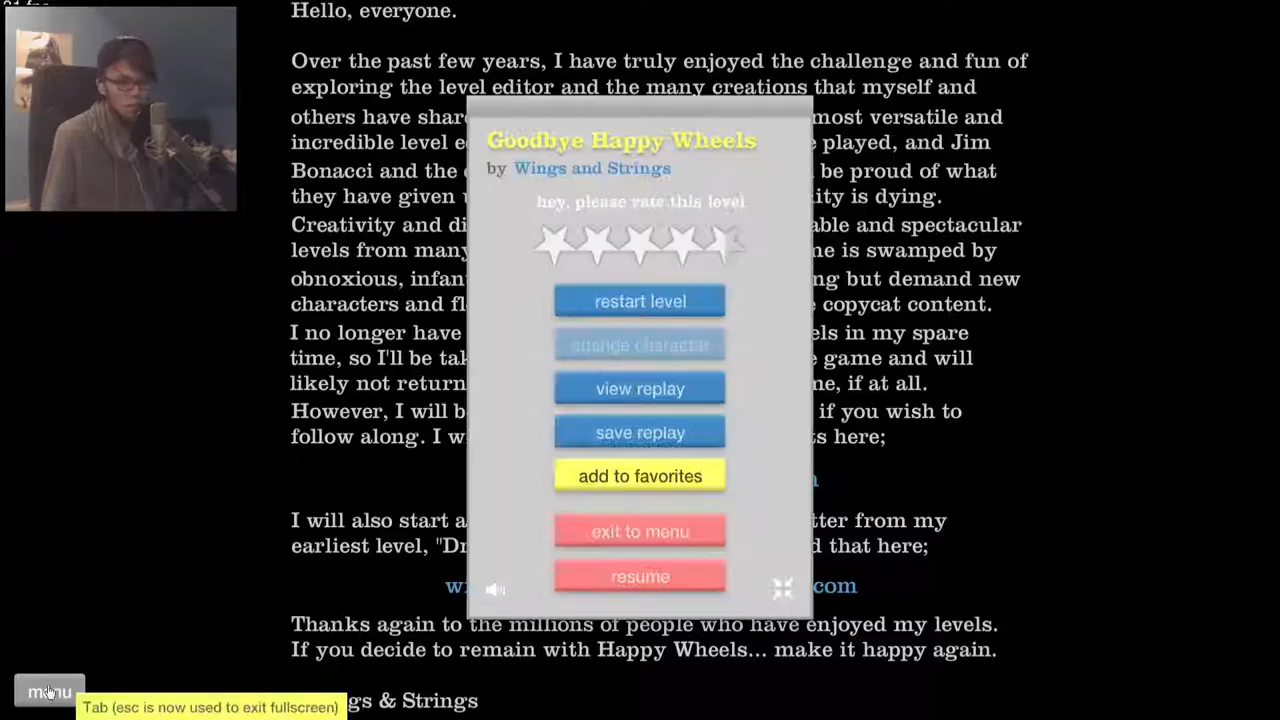 Hello, everyone.
Over the past few years, I have truly enjoyed the challenge and fun of
exploring the level editor and the many creations that myself and
others have shar most versatile and
incredible level e played, and Jim
Bonacci and the be proud of what
they have given ity is dying.
Creativity and di able and spectacular
levels from many me is swamped by
obnoxious, infan ng but demand new
characters and fl copycat content.
I no longer have els in my spare
time, so I'll be tak game and will
likely not return me, if at all.
However, I will b if you wish to
follow along. I w ts here;
I will also start a tter from my
earliest level, "Dr d that here;
w com
Thanks again to the millions of people who have enjoyed my levels.
If you decide to remain with Happy Wheels... make it happy again.
gs & Strings
Goodbye Happy Wheels
by Wings and Strings
hey, please rate this level
restart level
change character
view replay
save replay
add to favorites
exit to menu
resume
menu
Tab (esc is now used to exit fullscreen)